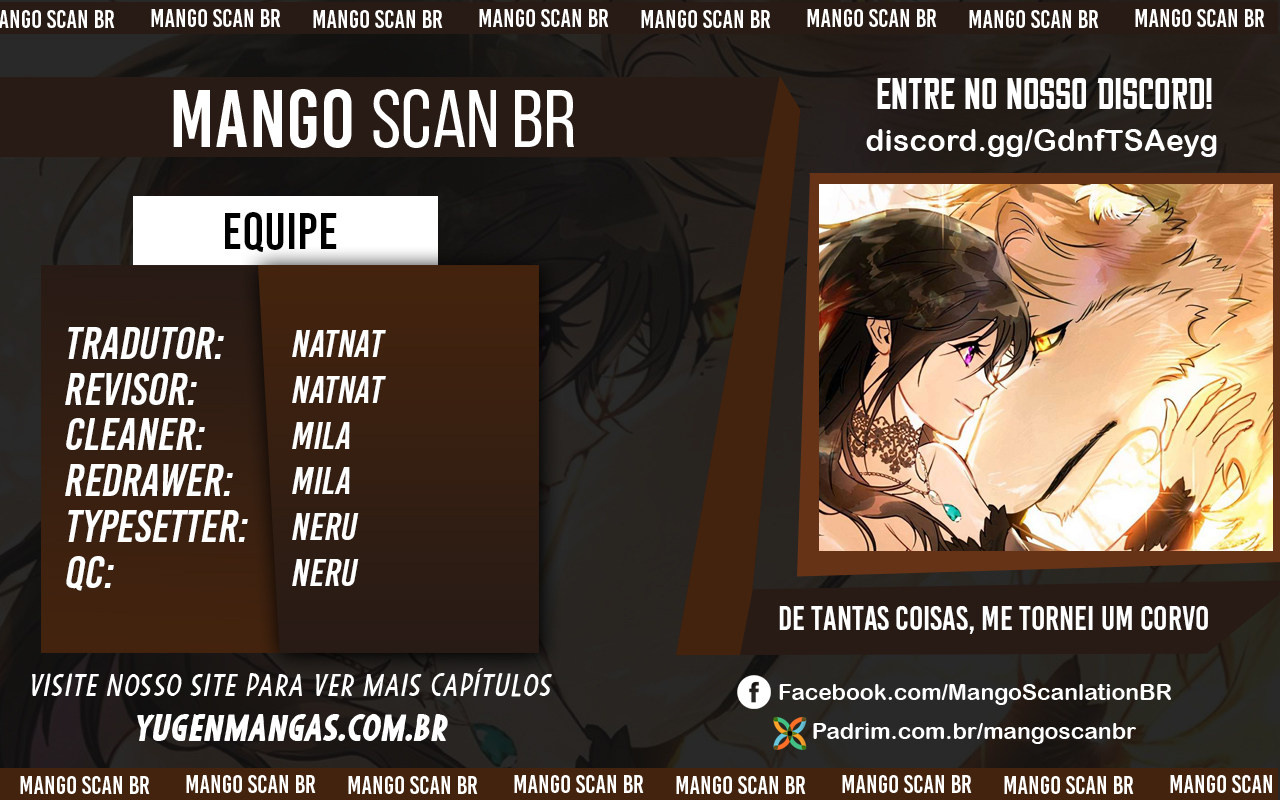 ANGO SCAN BR MANGO SCAN BR MANGO SCAN BR MANGO SCAN BR MANGO SCAN BR MANGO SCAN BR MANGO SCAN BR MANGO SCAN BR
MANGO SCAN BR
EQUIPE
TRADUTOR: NATNAT
REVISOR: NATNAT
CLEANER: MILA
REDRAWER: MILA
TYPESETTER: NERU
QC: NERU
VISITE NOSSO SITE PARA VER MAIS CAPÍTULOS
YUGENMANGAS.COM.BR
ENTRE NO NOSSO DISCORD!
discord.gg/GdnfTSAeyg
DE TANTAS COISAS, ME TORNEI UM CORVO
Facebook.com/MangoScanlationBR
Padrim.com.br/mangoscanbr
MANGO SCAN BR MANGO SCAN BR MANGO SCAN BR MANGO SCAN BR MANGO SCAN BR MANGO SCAN BR MANGO SCAN BR MANGO SCAN